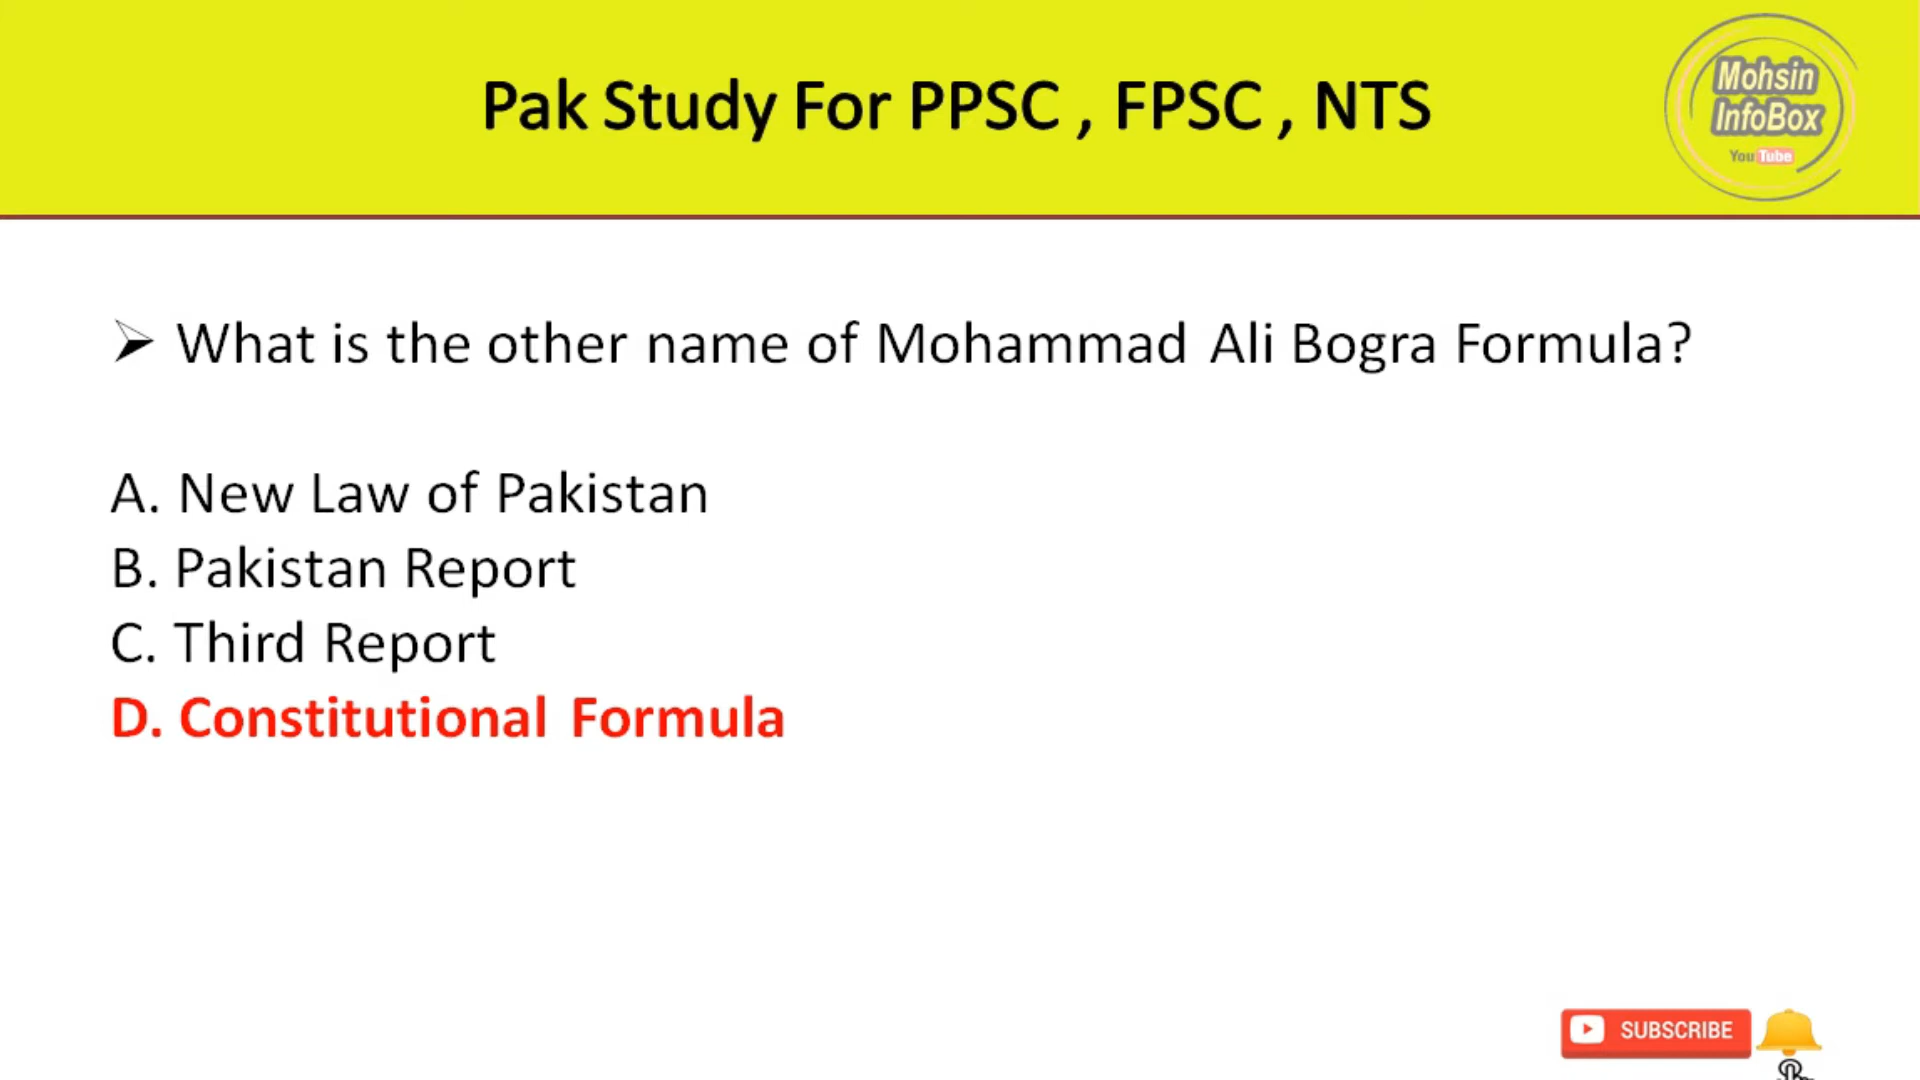 Pak Study For PPSC , FPSC , NTS
Mohsin
InfoBox
YouTube
➢ What is the other name of Mohammad Ali Bogra Formula?
A. New Law of Pakistan
B. Pakistan Report
C. Third Report
D. Constitutional Formula
SUBSCRIBE